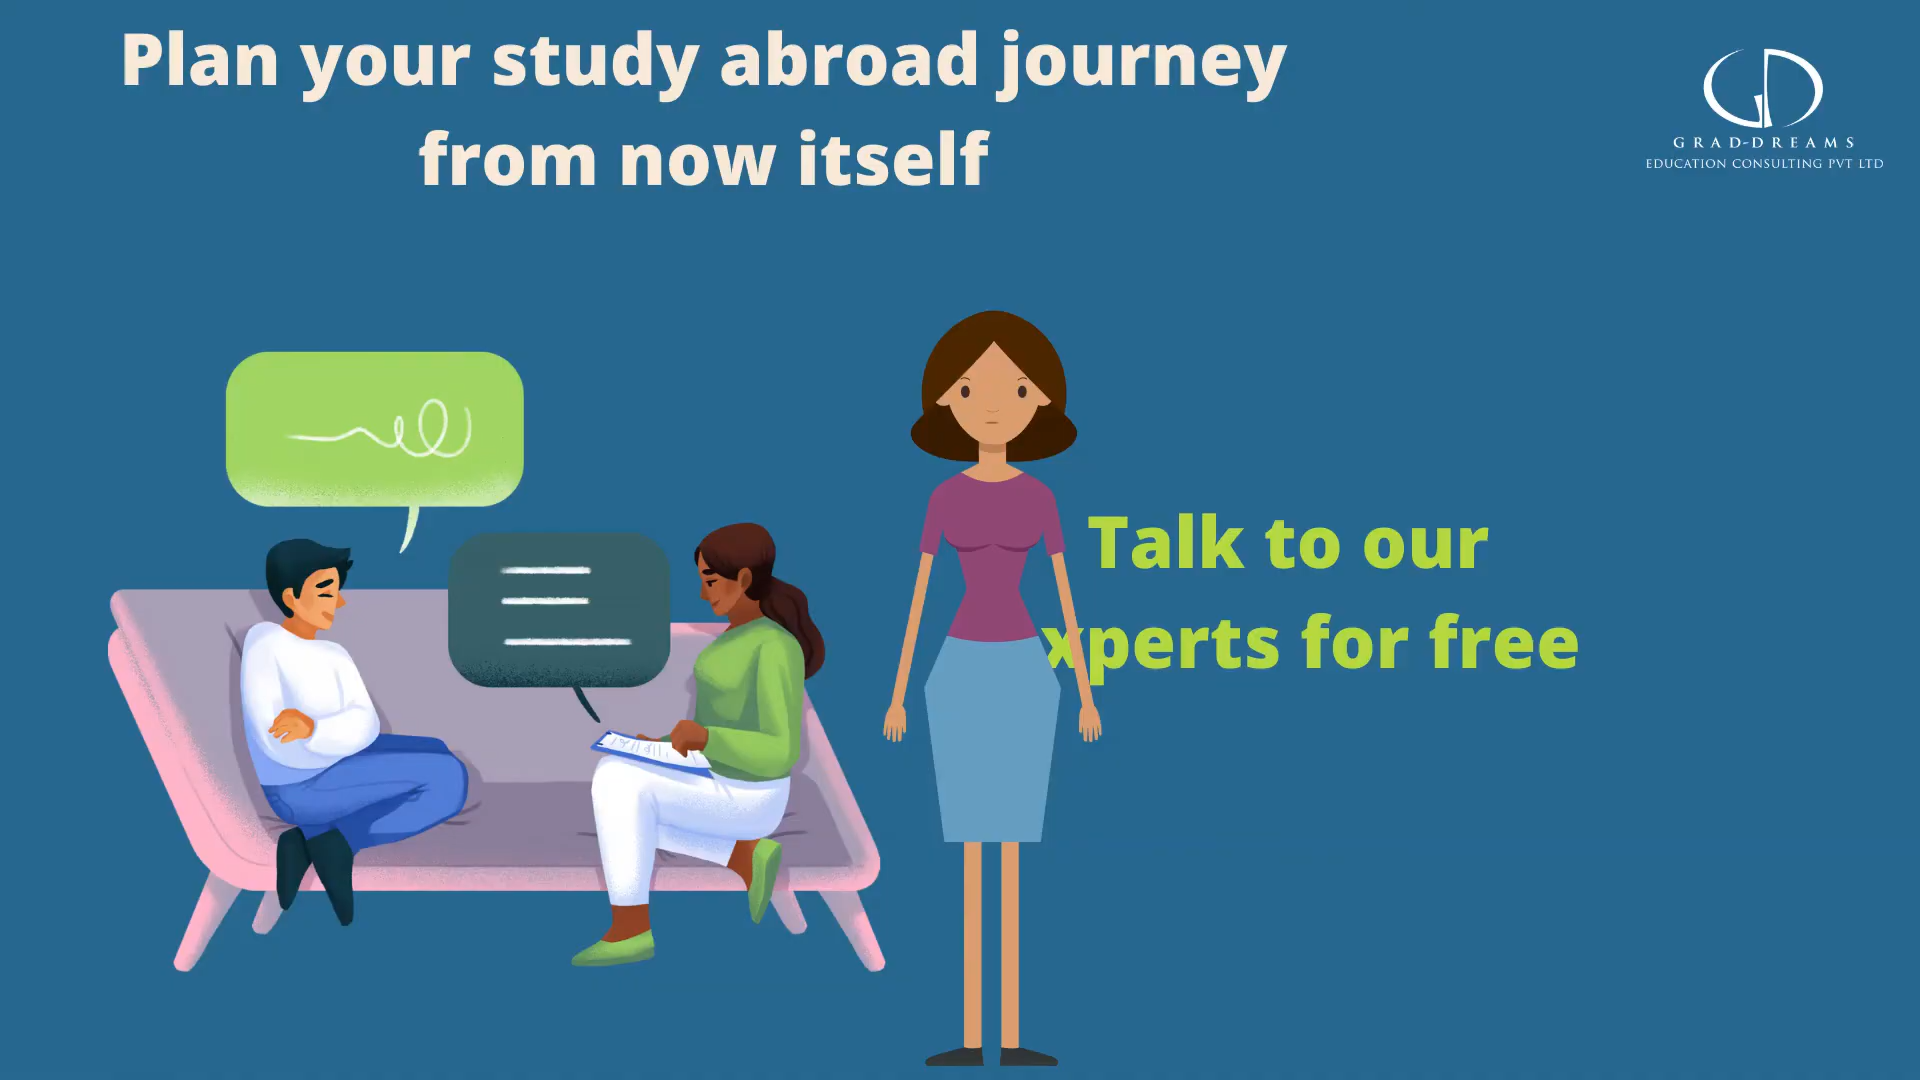 Plan your study abroad journey
from now itself
GRAD-DREAMS
EDUCATION CONSULTING PVT LTD
Talk to our
xperts for free